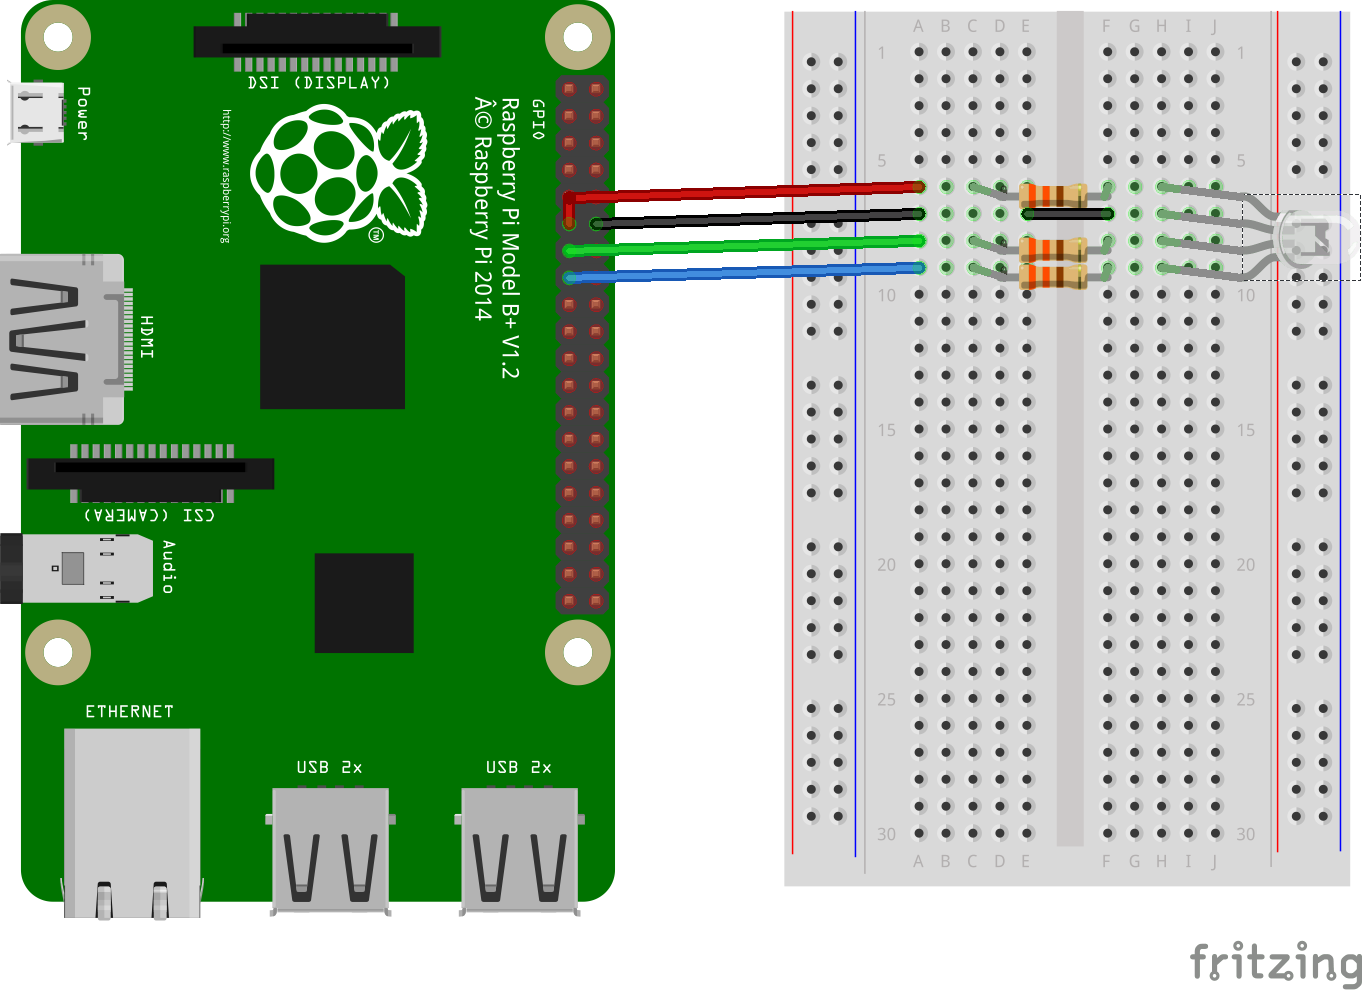 DSI (DISPLAY)
Power
http://www.raspberrypi.org
TM
GPIO
Raspberry Pi Model B+ V1.2
Â© Raspberry Pi 2014
HDMI
CSI (CAMERA)
Audio
ETHERNET
USB 2x
USB 2x
A B C D E F G H I J
1 1
5 5
10 10
15 15
20 20
25 25
30 30
A B C D E F G H I J
fritzing